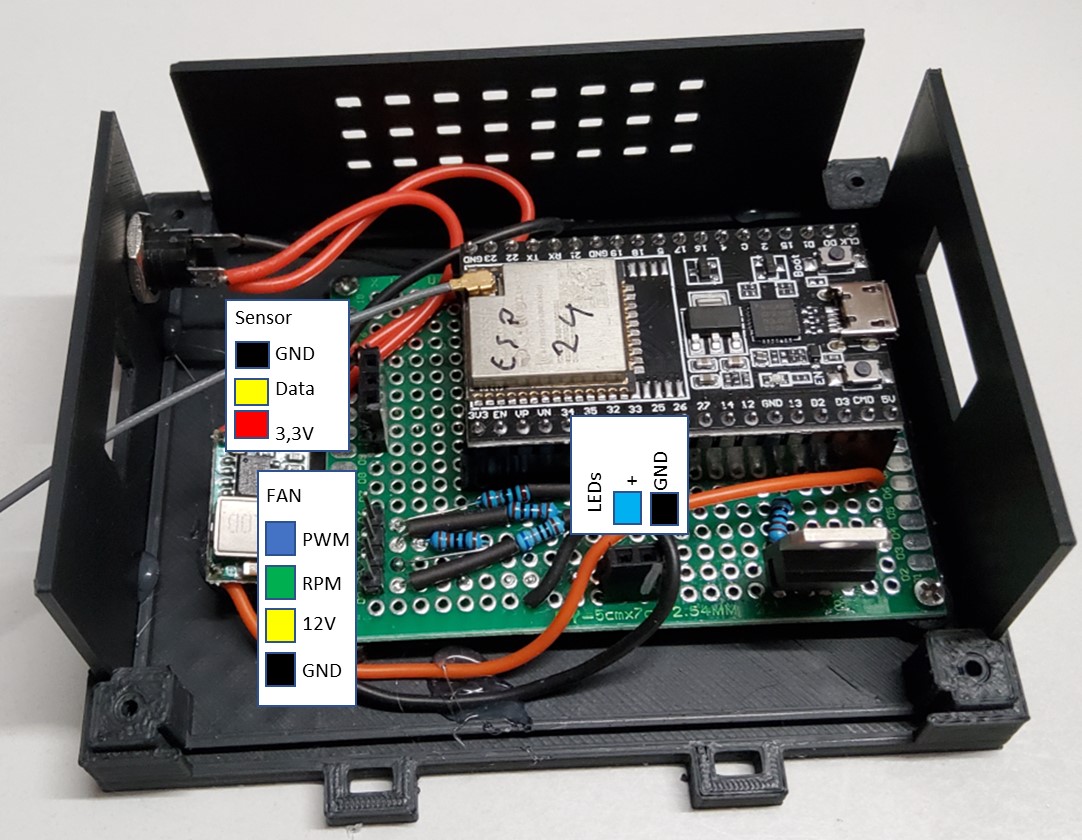 GND 23 22 TX RX 21 GND 19 18 5 17 16 4 C 2 15 D1 D0 CLK
Boot
ESP
24
3V3 EN VP VN 34 35 32 33 25 26 27 14 12 GND 13 D2 D3 CMD 5V
Sensor
GND
Data
3,3V
FAN
PWM
RPM
12V
GND
LEDs
+
GND
2.54MM